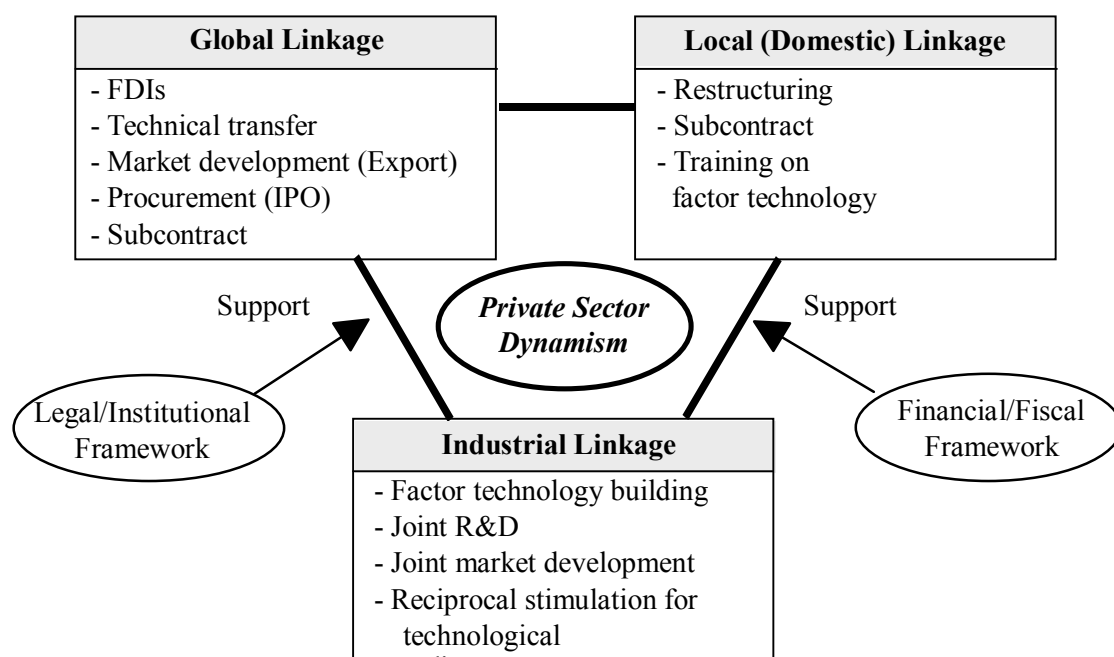 Global Linkage
- FDIs
- Technical transfer
- Market development (Export)
- Procurement (IPO)
- Subcontract
Local (Domestic) Linkage
- Restructuring
- Subcontract
- Training on
factor technology
Support
Private Sector
Dynamism
Support
Legal/Institutional
Framework
Financial/Fiscal
Framework
Industrial Linkage
- Factor technology building
- Joint R&D
- Joint market development
- Reciprocal stimulation for
technological